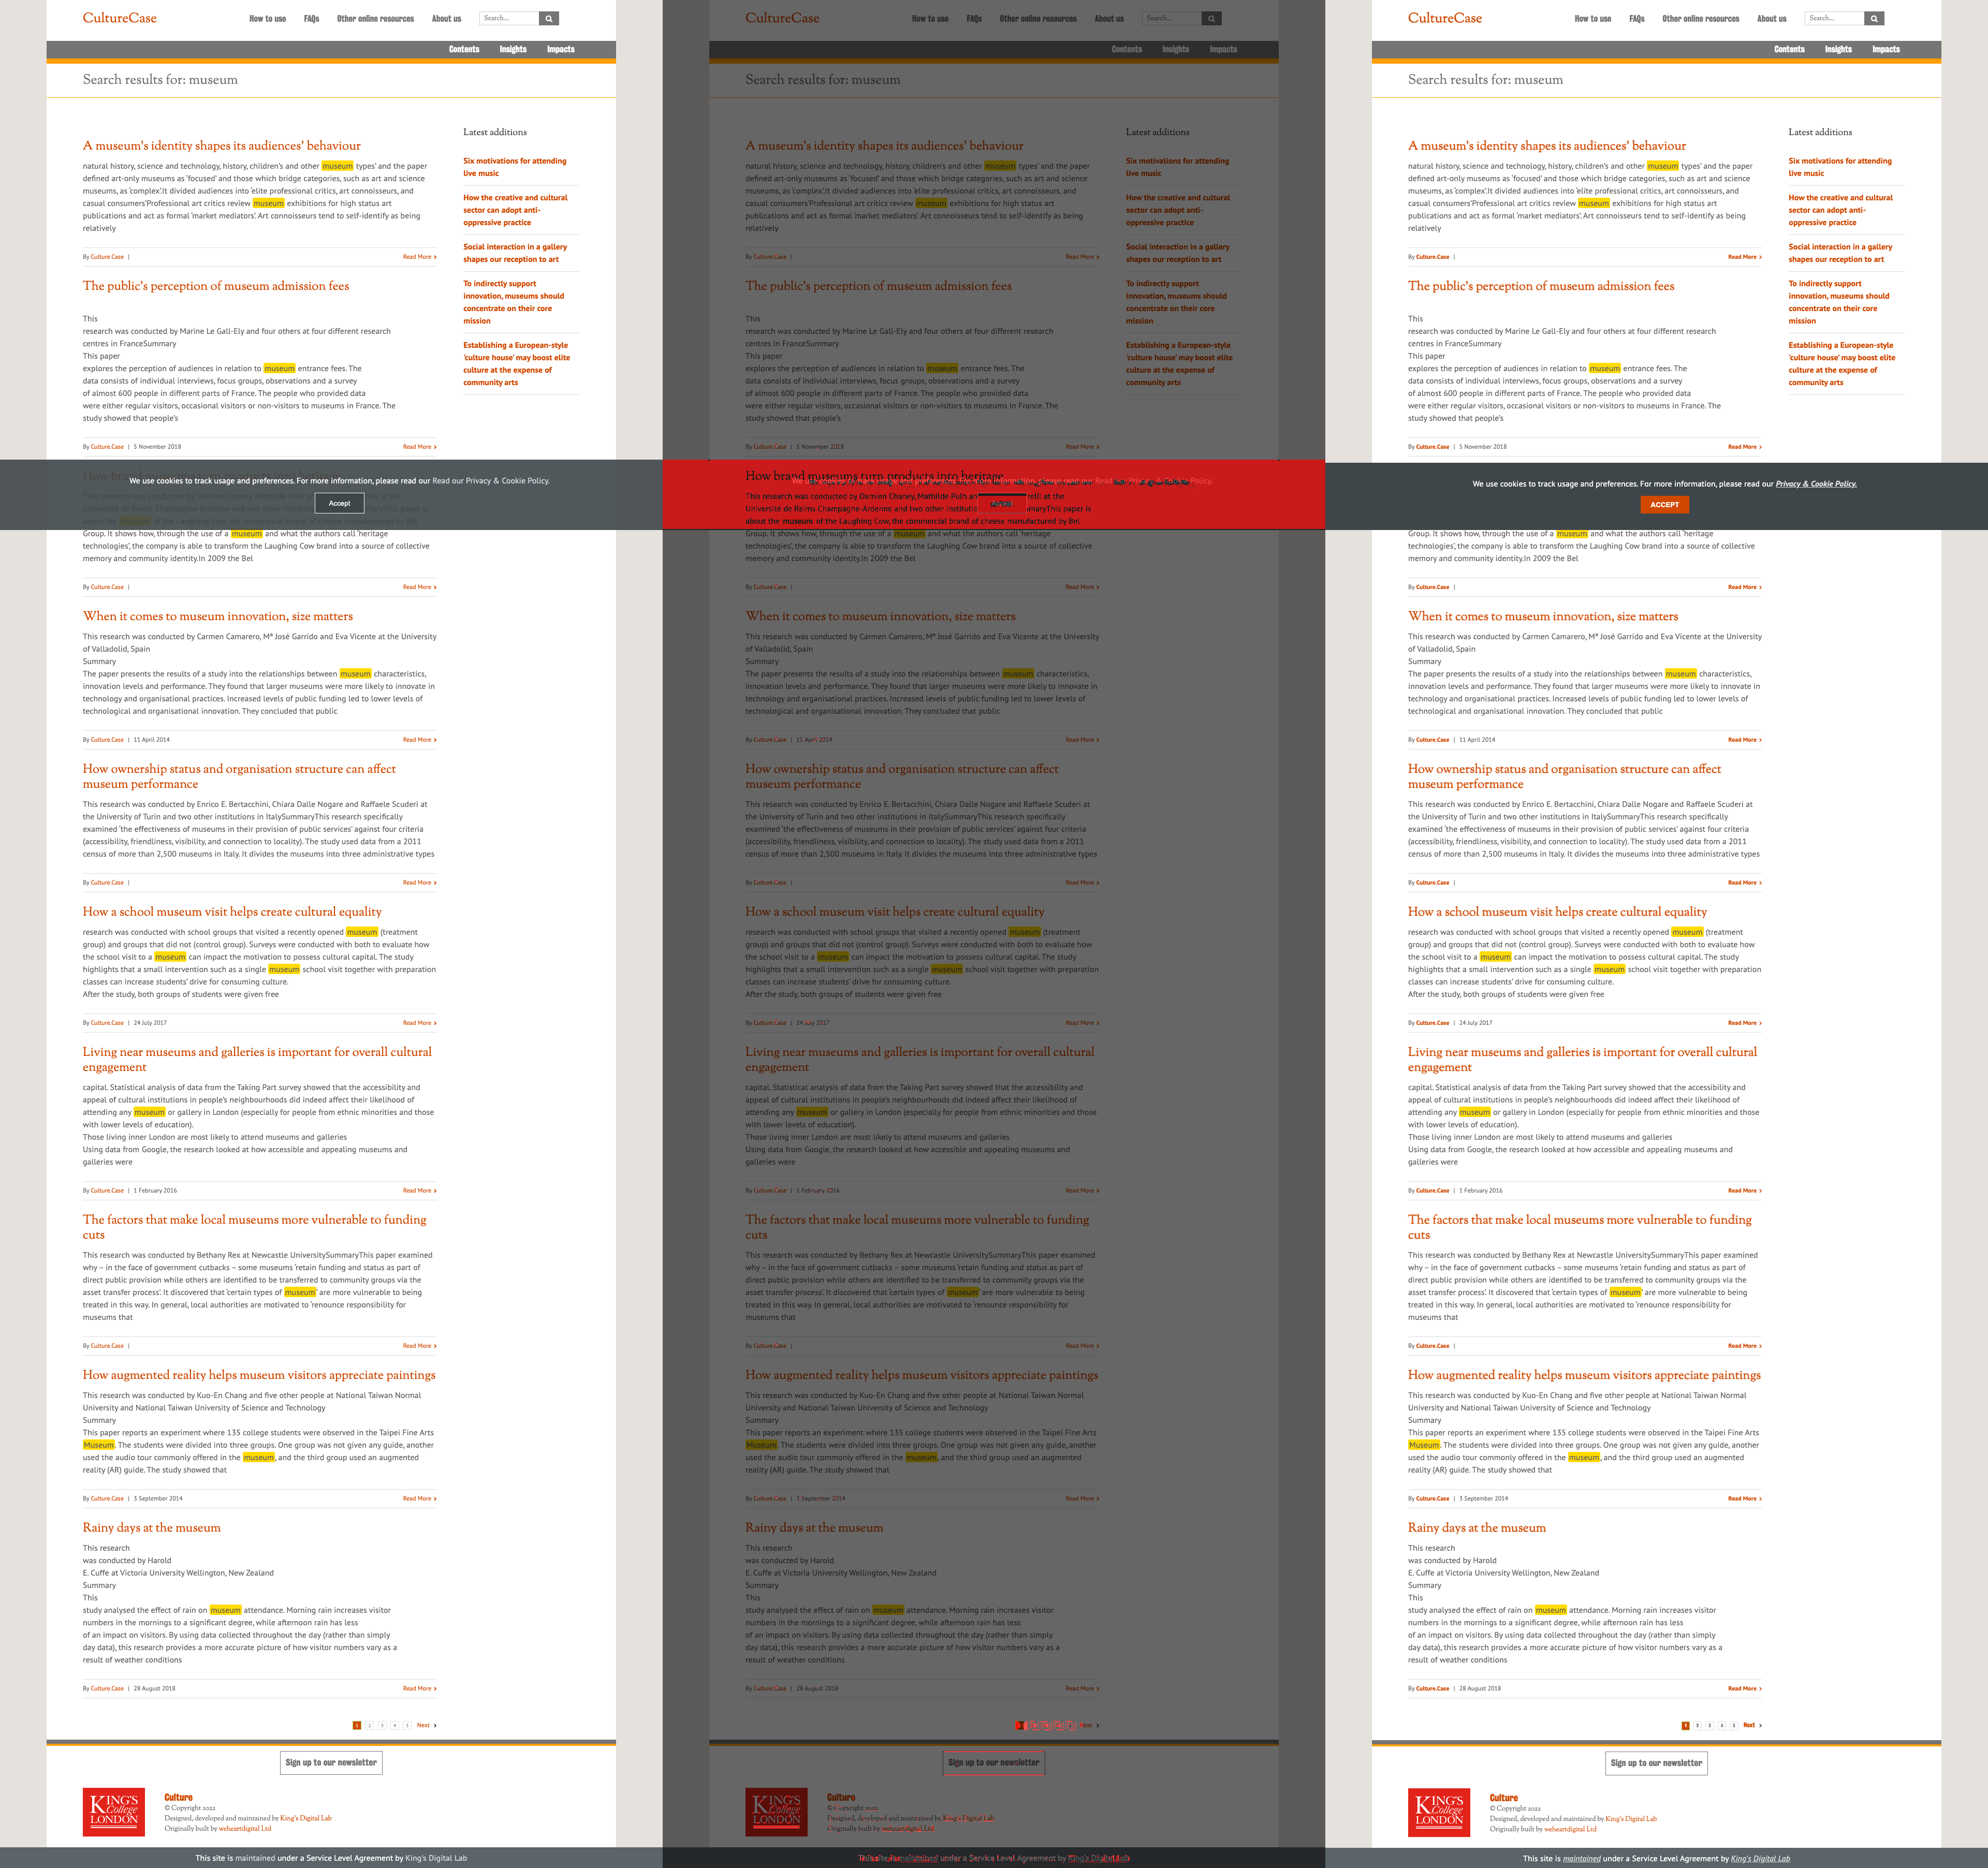 CultureCase
How to use FAQs Other online resources About us Search...
Contents Insights Impacts
Search results for: museum
A museum's identity shapes its audiences' behaviour
natural history, science and technology, history, children's and other museum types' and the paper
defined art-only museums as 'focused' and those which bridge categories, such as art and science
museums, as 'complex'.It divided audiences into 'elite professional critics, art connoisseurs, and
casual consumers'Professional art critics review museum exhibitions for high status art
publications and act as formal 'market mediators'. Art connoisseurs tend to self-identify as being
relatively
By Culture.Case | Read More ›
The public's perception of museum admission fees
This
research was conducted by Marine Le Gall-Ely and four others at four different research
centres in FranceSummary
This paper
explores the perception of audiences in relation to museum entrance fees. The
data consists of individual interviews, focus groups, observations and a survey
of almost 600 people in different parts of France. The people who provided data
were either regular visitors, occasional visitors or non-visitors to museums in France. The
study showed that people's
By Culture.Case | 5 November 2018 Read More ›
We use cookies to track usage and preferences. For more information, please read our Read our Privacy & Cookie Policy.
Accept
Group. It shows how, through the use of a museum and what the authors call 'heritage
technologies', the company is able to transform the Laughing Cow brand into a source of collective
memory and community identity.In 2009 the Bel
By Culture.Case | Read More ›
When it comes to museum innovation, size matters
This research was conducted by Carmen Camarero, Mª José Garrido and Eva Vicente at the University
of Valladolid, Spain
Summary
The paper presents the results of a study into the relationships between museum characteristics,
innovation levels and performance. They found that larger museums were more likely to innovate in
technology and organisational practices. Increased levels of public funding led to lower levels of
technological and organisational innovation. They concluded that public
By Culture.Case | 11 April 2014 Read More ›
How ownership status and organisation structure can affect
museum performance
This research was conducted by Enrico E. Bertacchini, Chiara Dalle Nogare and Raffaele Scuderi at
the University of Turin and two other institutions in ItalySummaryThis research specifically
examined 'the effectiveness of museums in their provision of public services' against four criteria
(accessibility, friendliness, visibility, and connection to locality). The study used data from a 2011
census of more than 2,500 museums in Italy. It divides the museums into three administrative types
By Culture.Case | Read More ›
How a school museum visit helps create cultural equality
research was conducted with school groups that visited a recently opened museum (treatment
group) and groups that did not (control group). Surveys were conducted with both to evaluate how
the school visit to a museum can impact the motivation to possess cultural capital. The study
highlights that a small intervention such as a single museum school visit together with preparation
classes can increase students' drive for consuming culture.
After the study, both groups of students were given free
By Culture.Case | 24 July 2017 Read More ›
Living near museums and galleries is important for overall cultural
engagement
capital. Statistical analysis of data from the Taking Part survey showed that the accessibility and
appeal of cultural institutions in people's neighbourhoods did indeed affect their likelihood of
attending any museum or gallery in London (especially for people from ethnic minorities and those
with lower levels of education).
Those living inner London are most likely to attend museums and galleries
Using data from Google, the research looked at how accessible and appealing museums and
galleries were
By Culture.Case | 1 February 2016 Read More ›
The factors that make local museums more vulnerable to funding
cuts
This research was conducted by Bethany Rex at Newcastle UniversitySummaryThis paper examined
why – in the face of government cutbacks – some museums 'retain funding and status as part of
direct public provision while others are identified to be transferred to community groups via the
asset transfer process'. It discovered that 'certain types of museum' are more vulnerable to being
treated in this way. In general, local authorities are motivated to 'renounce responsibility for
museums that
By Culture.Case | Read More ›
How augmented reality helps museum visitors appreciate paintings
This research was conducted by Kuo-En Chang and five other people at National Taiwan Normal
University and National Taiwan University of Science and Technology
Summary
This paper reports an experiment where 135 college students were observed in the Taipei Fine Arts
Museum. The students were divided into three groups. One group was not given any guide, another
used the audio tour commonly offered in the museum, and the third group used an augmented
reality (AR) guide. The study showed that
By Culture.Case | 3 September 2014 Read More ›
Rainy days at the museum
This research
was conducted by Harold
E. Cuffe at Victoria University Wellington, New Zealand
Summary
This
study analysed the effect of rain on museum attendance. Morning rain increases visitor
numbers in the mornings to a significant degree, while afternoon rain has less
of an impact on visitors. By using data collected throughout the day (rather than simply
day data), this research provides a more accurate picture of how visitor numbers vary as a
result of weather conditions
By Culture.Case | 28 August 2018 Read More ›
1 2 3 4 5 Next ›
Latest additions
Six motivations for attending
live music
How the creative and cultural
sector can adopt anti-
oppressive practice
Social interaction in a gallery
shapes our reception to art
To indirectly support
innovation, museums should
concentrate on their core
mission
Establishing a European-style
'culture house' may boost elite
culture at the expense of
community arts
Sign up to our newsletter
KING'S
College
LONDON
Culture
© Copyright 2022
Designed, developed and maintained by King's Digital Lab
Originally built by weheartdigital Ltd
This site is maintained under a Service Level Agreement by King's Digital Lab
How brand museums turn products into heritage
This research was conducted by Damien Chaney, Mathilde Pulh and
Université de Reims Champagne-Ardenne and two other
about the museum of the Laughing Cow, the commercial brand of cheese manufactured by Bel
We use cookies to track usage and preferences. For more information, please read our Privacy & Cookie Policy.
ACCEPT
This site is maintained under a Service Level Agreement by King's Digital Lab